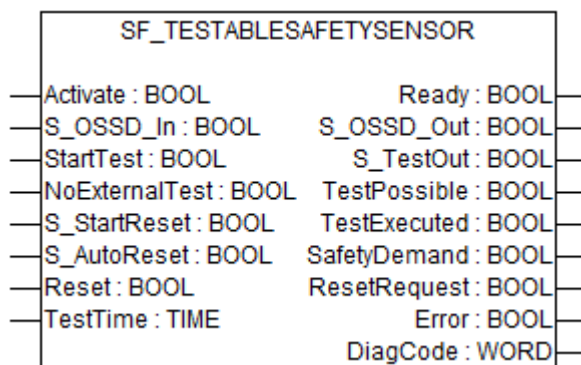 SF_TESTABLESAFETYSENSOR
Activate : BOOL Ready : BOOL
S_OSSD_In : BOOL S_OSSD_Out : BOOL
StartTest : BOOL S_TestOut : BOOL
NoExternalTest : BOOL TestPossible : BOOL
S_StartReset : BOOL TestExecuted : BOOL
S_AutoReset : BOOL SafetyDemand : BOOL
Reset : BOOL ResetRequest : BOOL
TestTime : TIME Error : BOOL
DiagCode : WORD